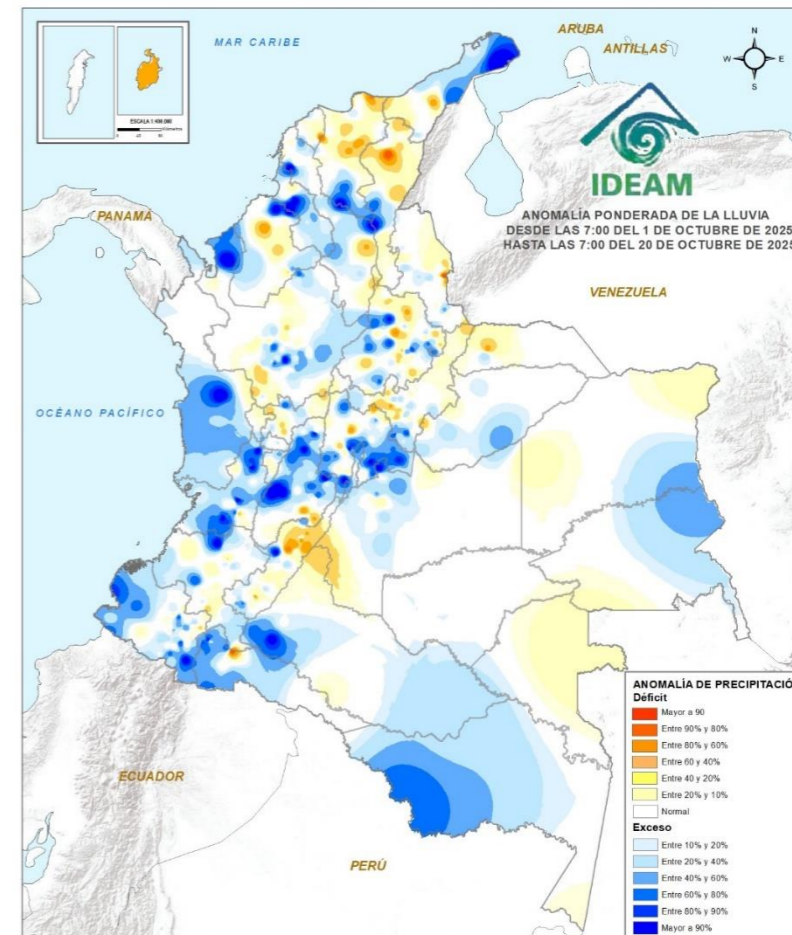 MAR CARIBE
ARUBA
ANTILLAS
N
W E
S
ESCALA 1:400.000
Kilómetros
IDEAM
ANOMALÍA PONDERADA DE LA LLUVIA
DESDE LAS 7:00 DEL 1 DE OCTUBRE DE 2025
HASTA LAS 7:00 DEL 20 DE OCTUBRE DE 2025
PANAMA
VENEZUELA
OCÉANO PACÍFICO
ECUADOR
PERÚ
ANOMALÍA DE PRECIPITACIÓ
Déficit
Mayor a 90
Entre 90% y 80%
Entre 80% y 60%
Entre 60 y 40%
Entre 40 y 20%
Entre 20% y 10%
Normal
Exceso
Entre 10% y 20%
Entre 20% y 40%
Entre 40% y 60%
Entre 60% y 80%
Entre 80% y 90%
Mayor a 90%